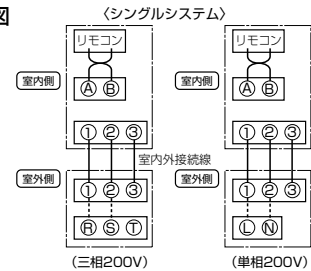 図
〈シングルシステム〉
リモコン リモコン
室内側 Ⓐ Ⓑ 室内側 Ⓐ Ⓑ
① ② ③ ① ② ③
室内外接続線
室外側 ① ② ③ 室外側 ① ② ③
Ⓡ Ⓢ Ⓣ Ⓛ Ⓝ
(三相200V) (単相200V)